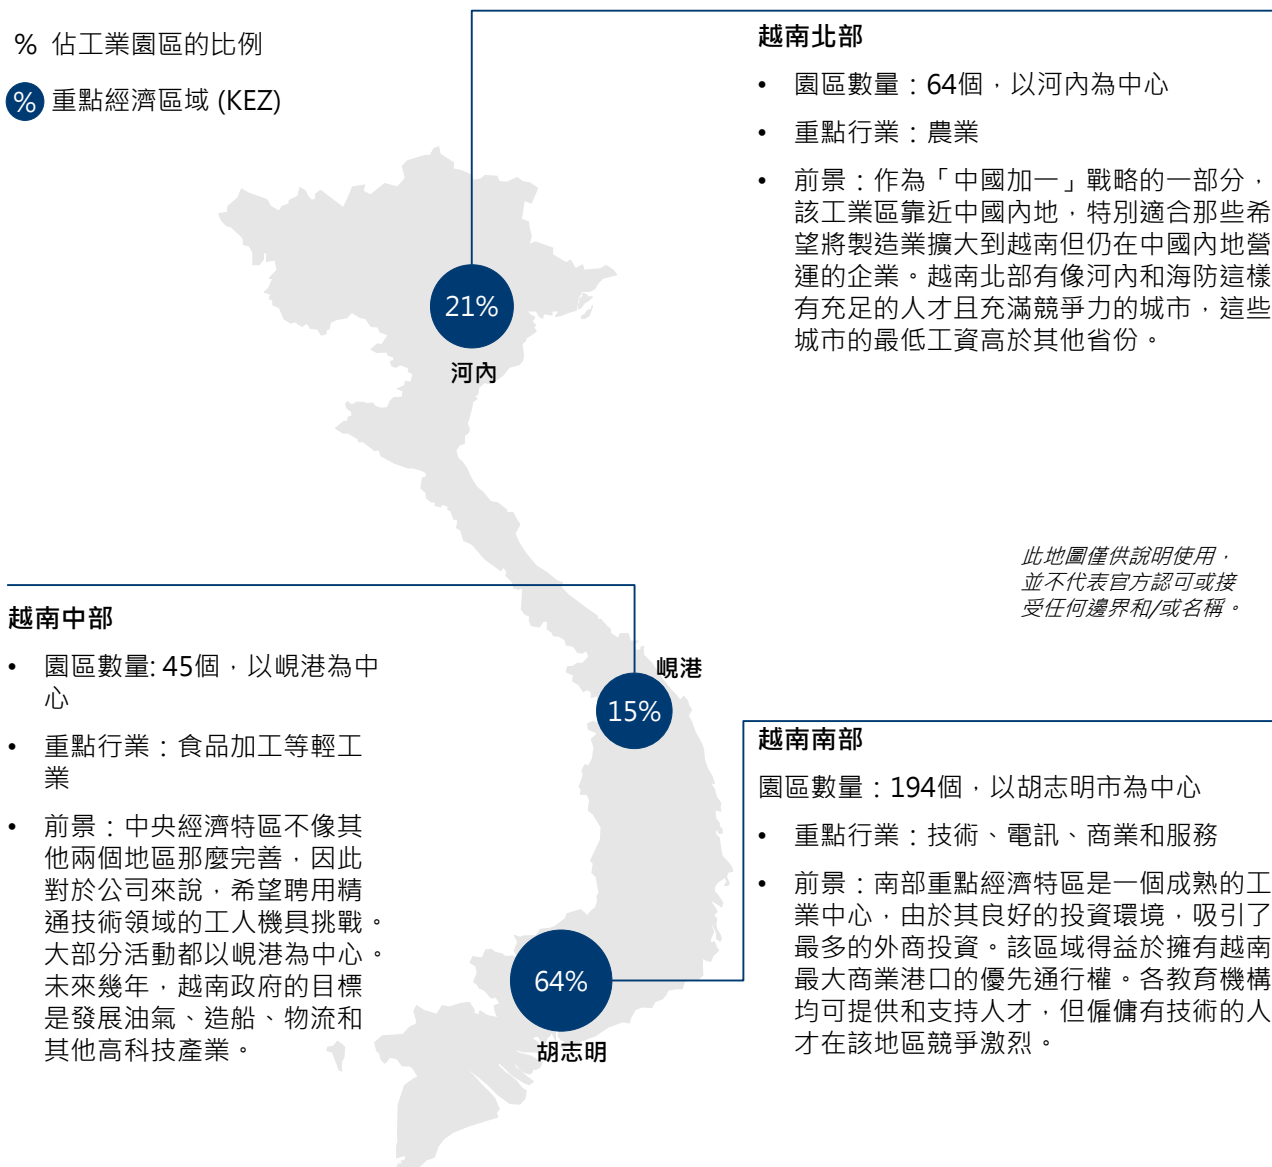 % 佔工業園區的比例
% 重點經濟區域 (KEZ)
越南北部
• 園區數量：64個，以河內為中心
• 重點行業：農業
• 前景：作為「中國加一」戰略的一部分，
該工業區靠近中國內地，特別適合那些希
望將製造業擴大到越南但仍在中國內地營
運的企業。越南北部有像河內和海防這樣
有充足的人才且充滿競爭力的城市，這些
城市的最低工資高於其他省份。
21%
河內
此地圖僅供說明使用，
並不代表官方認可或接
受任何邊界和/或名稱。
越南中部
• 園區數量: 45個，以峴港為中
心
• 重點行業：食品加工等輕工
業
• 前景：中央經濟特區不像其
他兩個地區那麼完善，因此
對於公司來說，希望聘用精
通技術領域的工人機具挑戰。
大部分活動都以峴港為中心。
未來幾年，越南政府的目標
是發展油氣、造船、物流和
其他高科技產業。
峴港
15%
越南南部
園區數量：194個，以胡志明市為中心
• 重點行業：技術、電訊、商業和服務
• 前景：南部重點經濟特區是一個成熟的工
業中心，由於其良好的投資環境，吸引了
最多的外商投資。該區域得益於擁有越南
最大商業港口的優先通行權。各教育機構
均可提供和支持人才，但僱傭有技術的人
才在該地區競爭激烈。
64%
胡志明